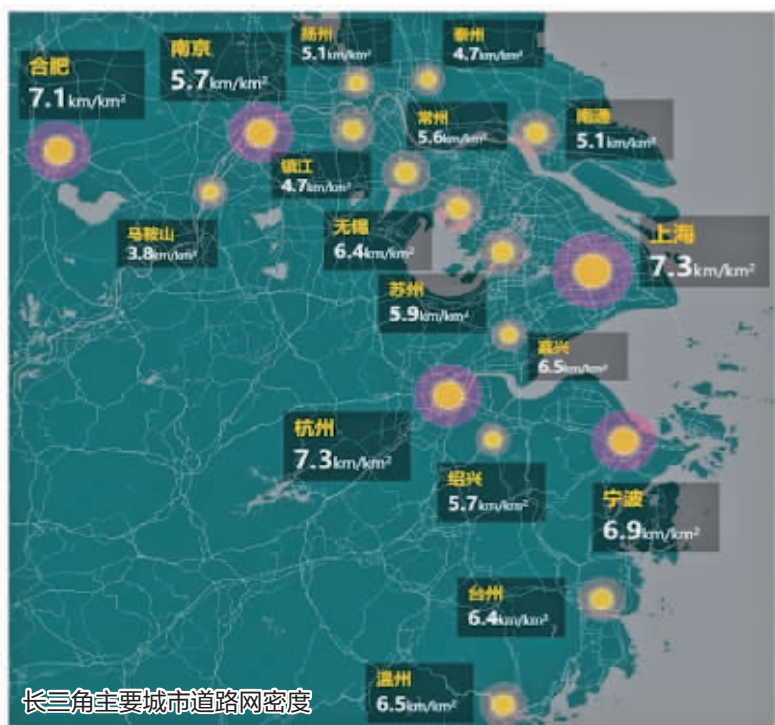 扬州
5.1km/km²
泰州
4.7km/km²
南京
5.7km/km²
合肥
7.1km/km²
常州
5.6km/km²
南通
5.1km/km²
镇江
4.7km/km²
马鞍山
3.8km/km²
无锡
6.4km/km²
上海
7.3km/km²
苏州
5.9km/km²
嘉兴
6.5km/km²
杭州
7.3km/km²
绍兴
5.7km/km²
宁波
6.9km/km²
台州
6.4km/km²
温州
6.5km/km²
长三角主要城市道路网密度